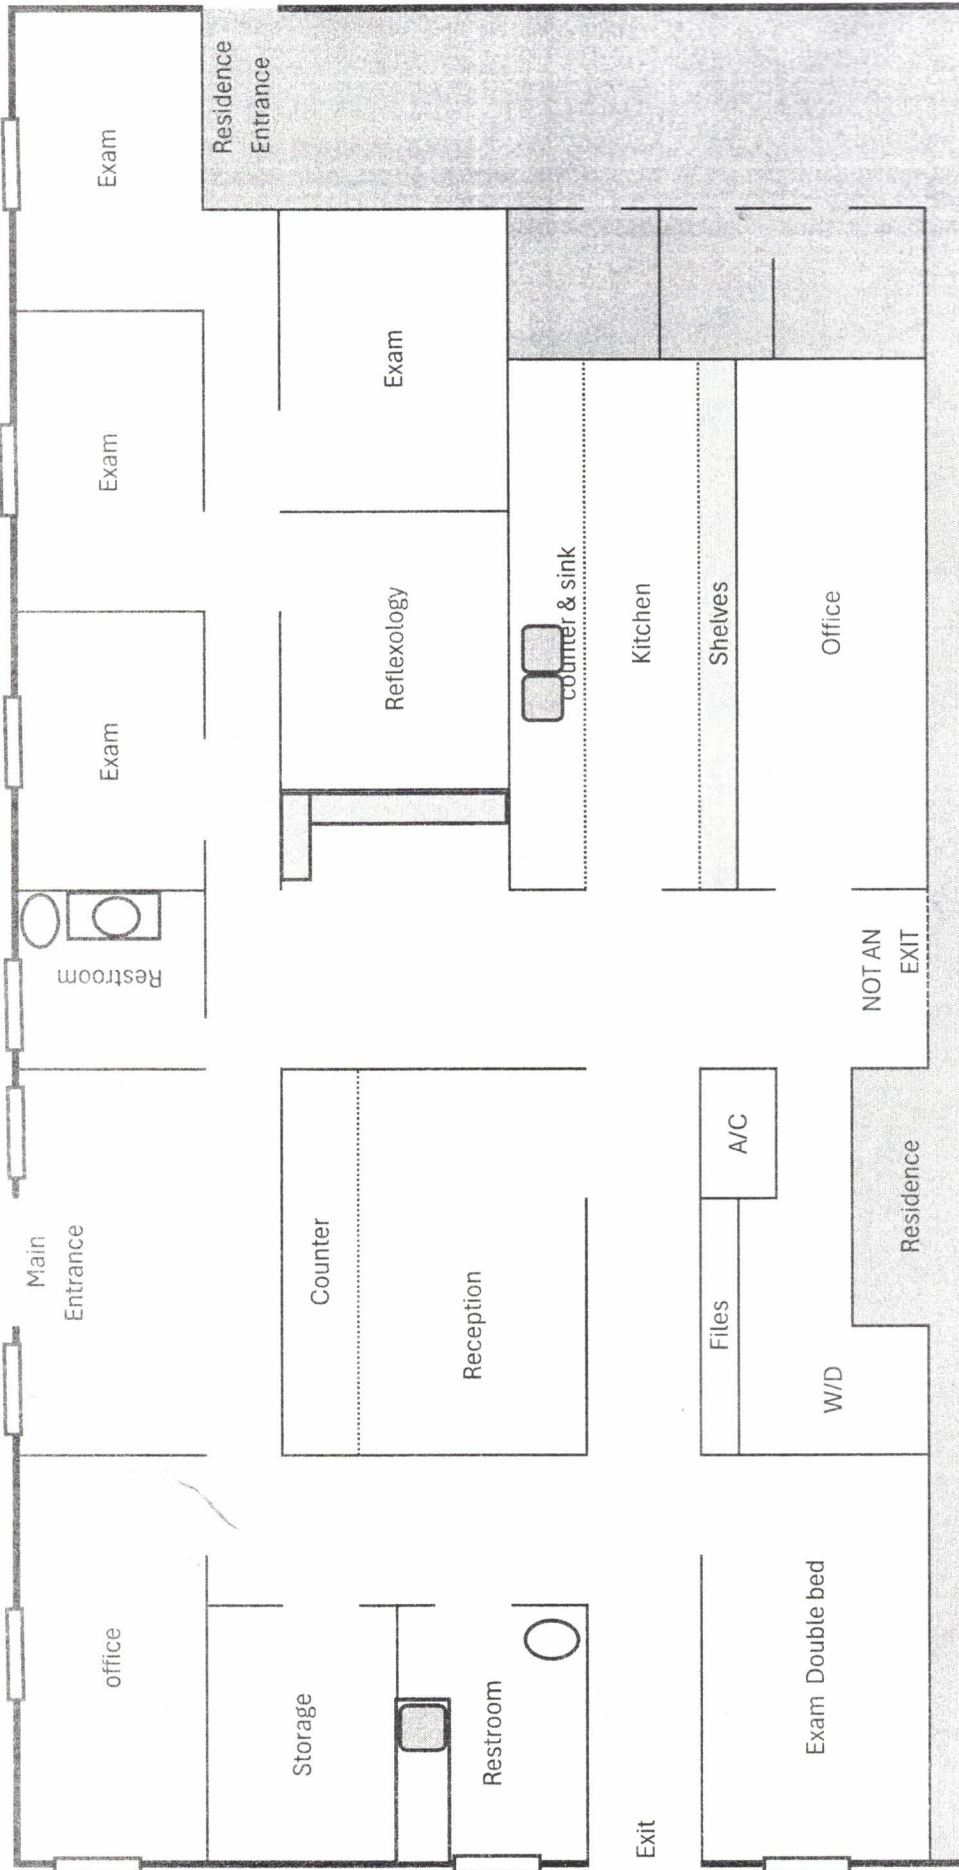 office
Main
Entrance
Restroom
Exam
Exam
Exam
Residence
Entrance
Storage
Counter
Reflexology
Exam
Restroom
Reception
counter & sink
Exit
Files
A/C
Kitchen
Shelves
Exam Double bed
W/D
Residence
NOT AN
EXIT
Office